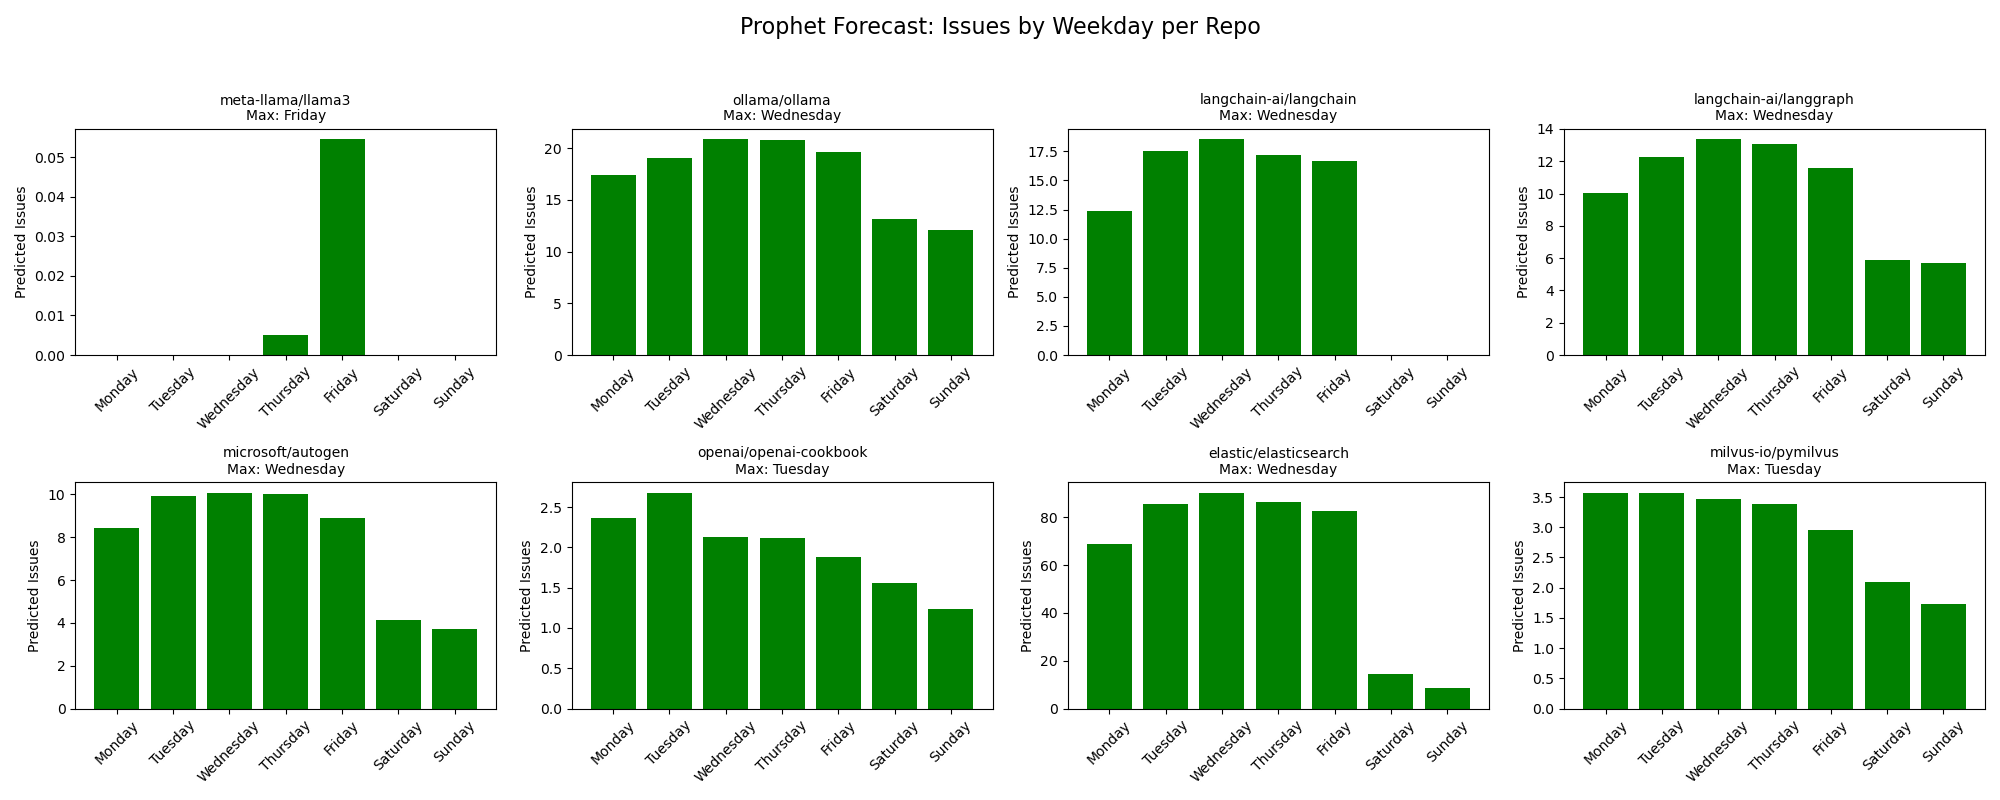 Prophet Forecast: Issues by Weekday per Repo
meta-llama/llama3
Max: Friday
Predicted Issues
0.05
0.04
0.03
0.02
0.01
0.00
Monday
Tuesday
Wednesday
Thursday
Friday
Saturday
Sunday
ollama/ollama
Max: Wednesday
Predicted Issues
20
15
10
5
0
Monday
Tuesday
Wednesday
Thursday
Friday
Saturday
Sunday
langchain-ai/langchain
Max: Wednesday
Predicted Issues
17.5
15.0
12.5
10.0
7.5
5.0
2.5
0.0
Monday
Tuesday
Wednesday
Thursday
Friday
Saturday
Sunday
langchain-ai/langgraph
Max: Wednesday
Predicted Issues
14
12
10
8
6
4
2
0
Monday
Tuesday
Wednesday
Thursday
Friday
Saturday
Sunday
microsoft/autogen
Max: Wednesday
Predicted Issues
10
8
6
4
2
0
Monday
Tuesday
Wednesday
Thursday
Friday
Saturday
Sunday
openai/openai-cookbook
Max: Tuesday
Predicted Issues
2.5
2.0
1.5
1.0
0.5
0.0
Monday
Tuesday
Wednesday
Thursday
Friday
Saturday
Sunday
elastic/elasticsearch
Max: Wednesday
Predicted Issues
80
60
40
20
0
Monday
Tuesday
Wednesday
Thursday
Friday
Saturday
Sunday
milvus-io/pymilvus
Max: Tuesday
Predicted Issues
3.5
3.0
2.5
2.0
1.5
1.0
0.5
0.0
Monday
Tuesday
Wednesday
Thursday
Friday
Saturday
Sunday